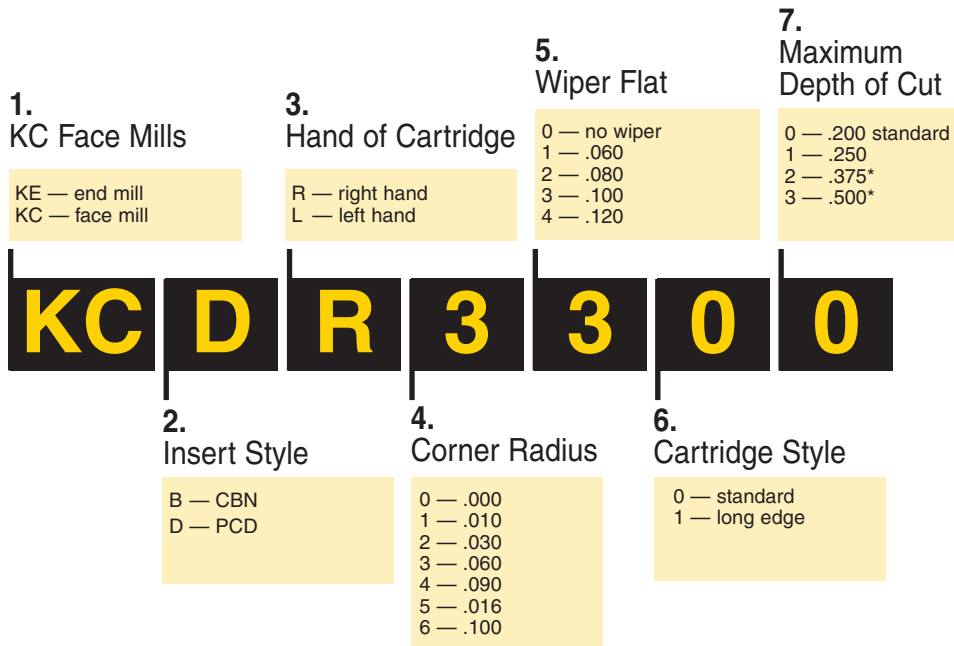 1.
KC Face Mills
KE — end mill
KC — face mill
3.
Hand of Cartridge
R — right hand
L — left hand
5.
Wiper Flat
0 — no wiper
1 — .060
2 — .080
3 — .100
4 — .120
7.
Maximum
Depth of Cut
0 — .200 standard
1 — .250
2 — .375*
3 — .500*
KC D R 3 3 0 0
2.
Insert Style
B — CBN
D — PCD
4.
Corner Radius
0 — .000
1 — .010
2 — .030
3 — .060
4 — .090
5 — .016
6 — .100
6.
Cartridge Style
0 — standard
1 — long edge